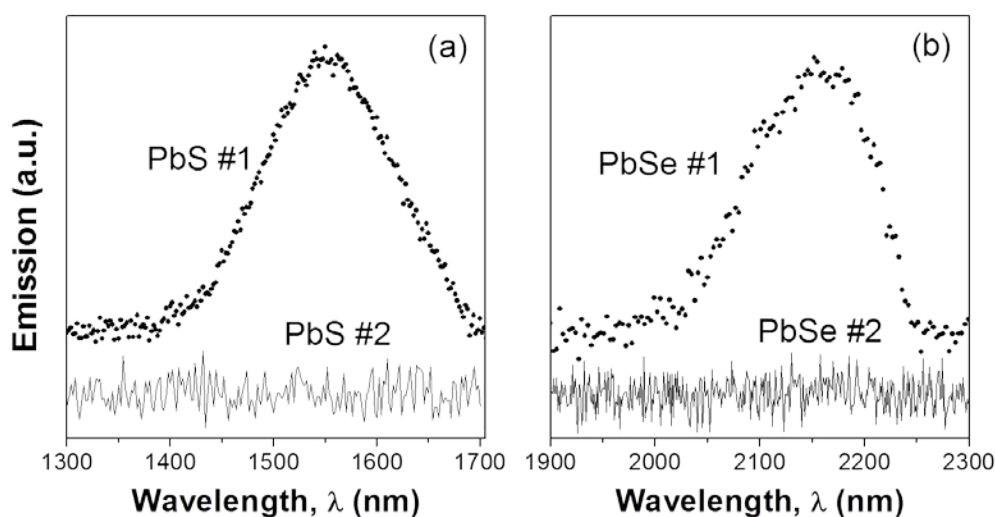 (a)
PbS #1
PbS #2
Emission (a.u.)
1300 1400 1500 1600 1700
Wavelength, λ (nm)
(b)
PbSe #1
PbSe #2
1900 2000 2100 2200 2300
Wavelength, λ (nm)